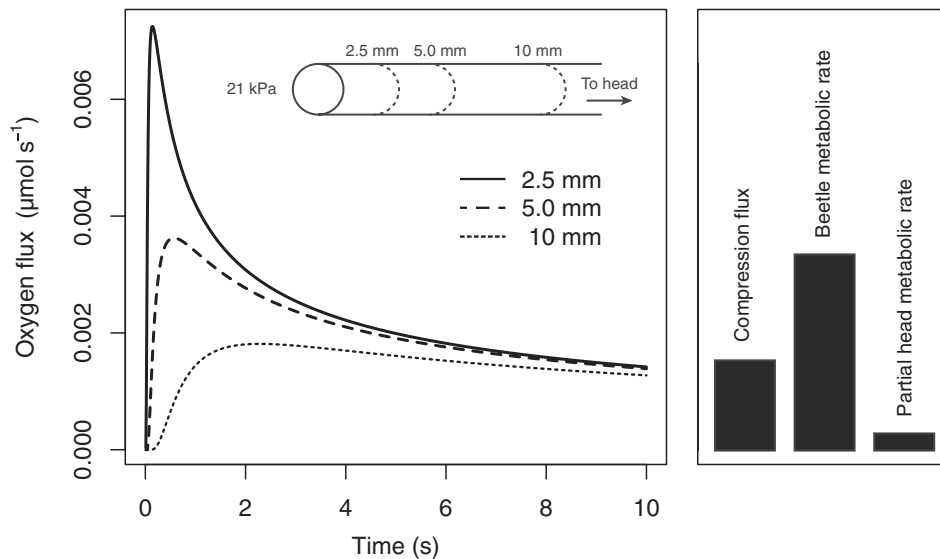 2.5 mm 5.0 mm 10 mm
21 kPa
To head
2.5 mm
5.0 mm
10 mm
Oxygen flux (μmol s⁻¹)
0.006
0.004
0.002
0.000
0 2 4 6 8 10
Time (s)
Compression flux
Beetle metabolic rate
Partial head metabolic rate